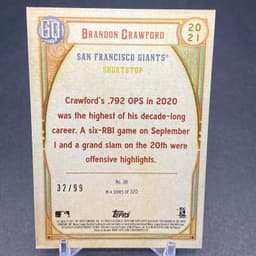 GQ
BRANDON CRAWFORD
2021
SAN FRANCISCO GIANTS®
SHORTSTOP
Crawford's .792 OPS in 2020
was the highest of his decade-long
career. A six-RBI game on September
1 and a grand slam on the 20th were
offensive highlights.
32/99
Topps